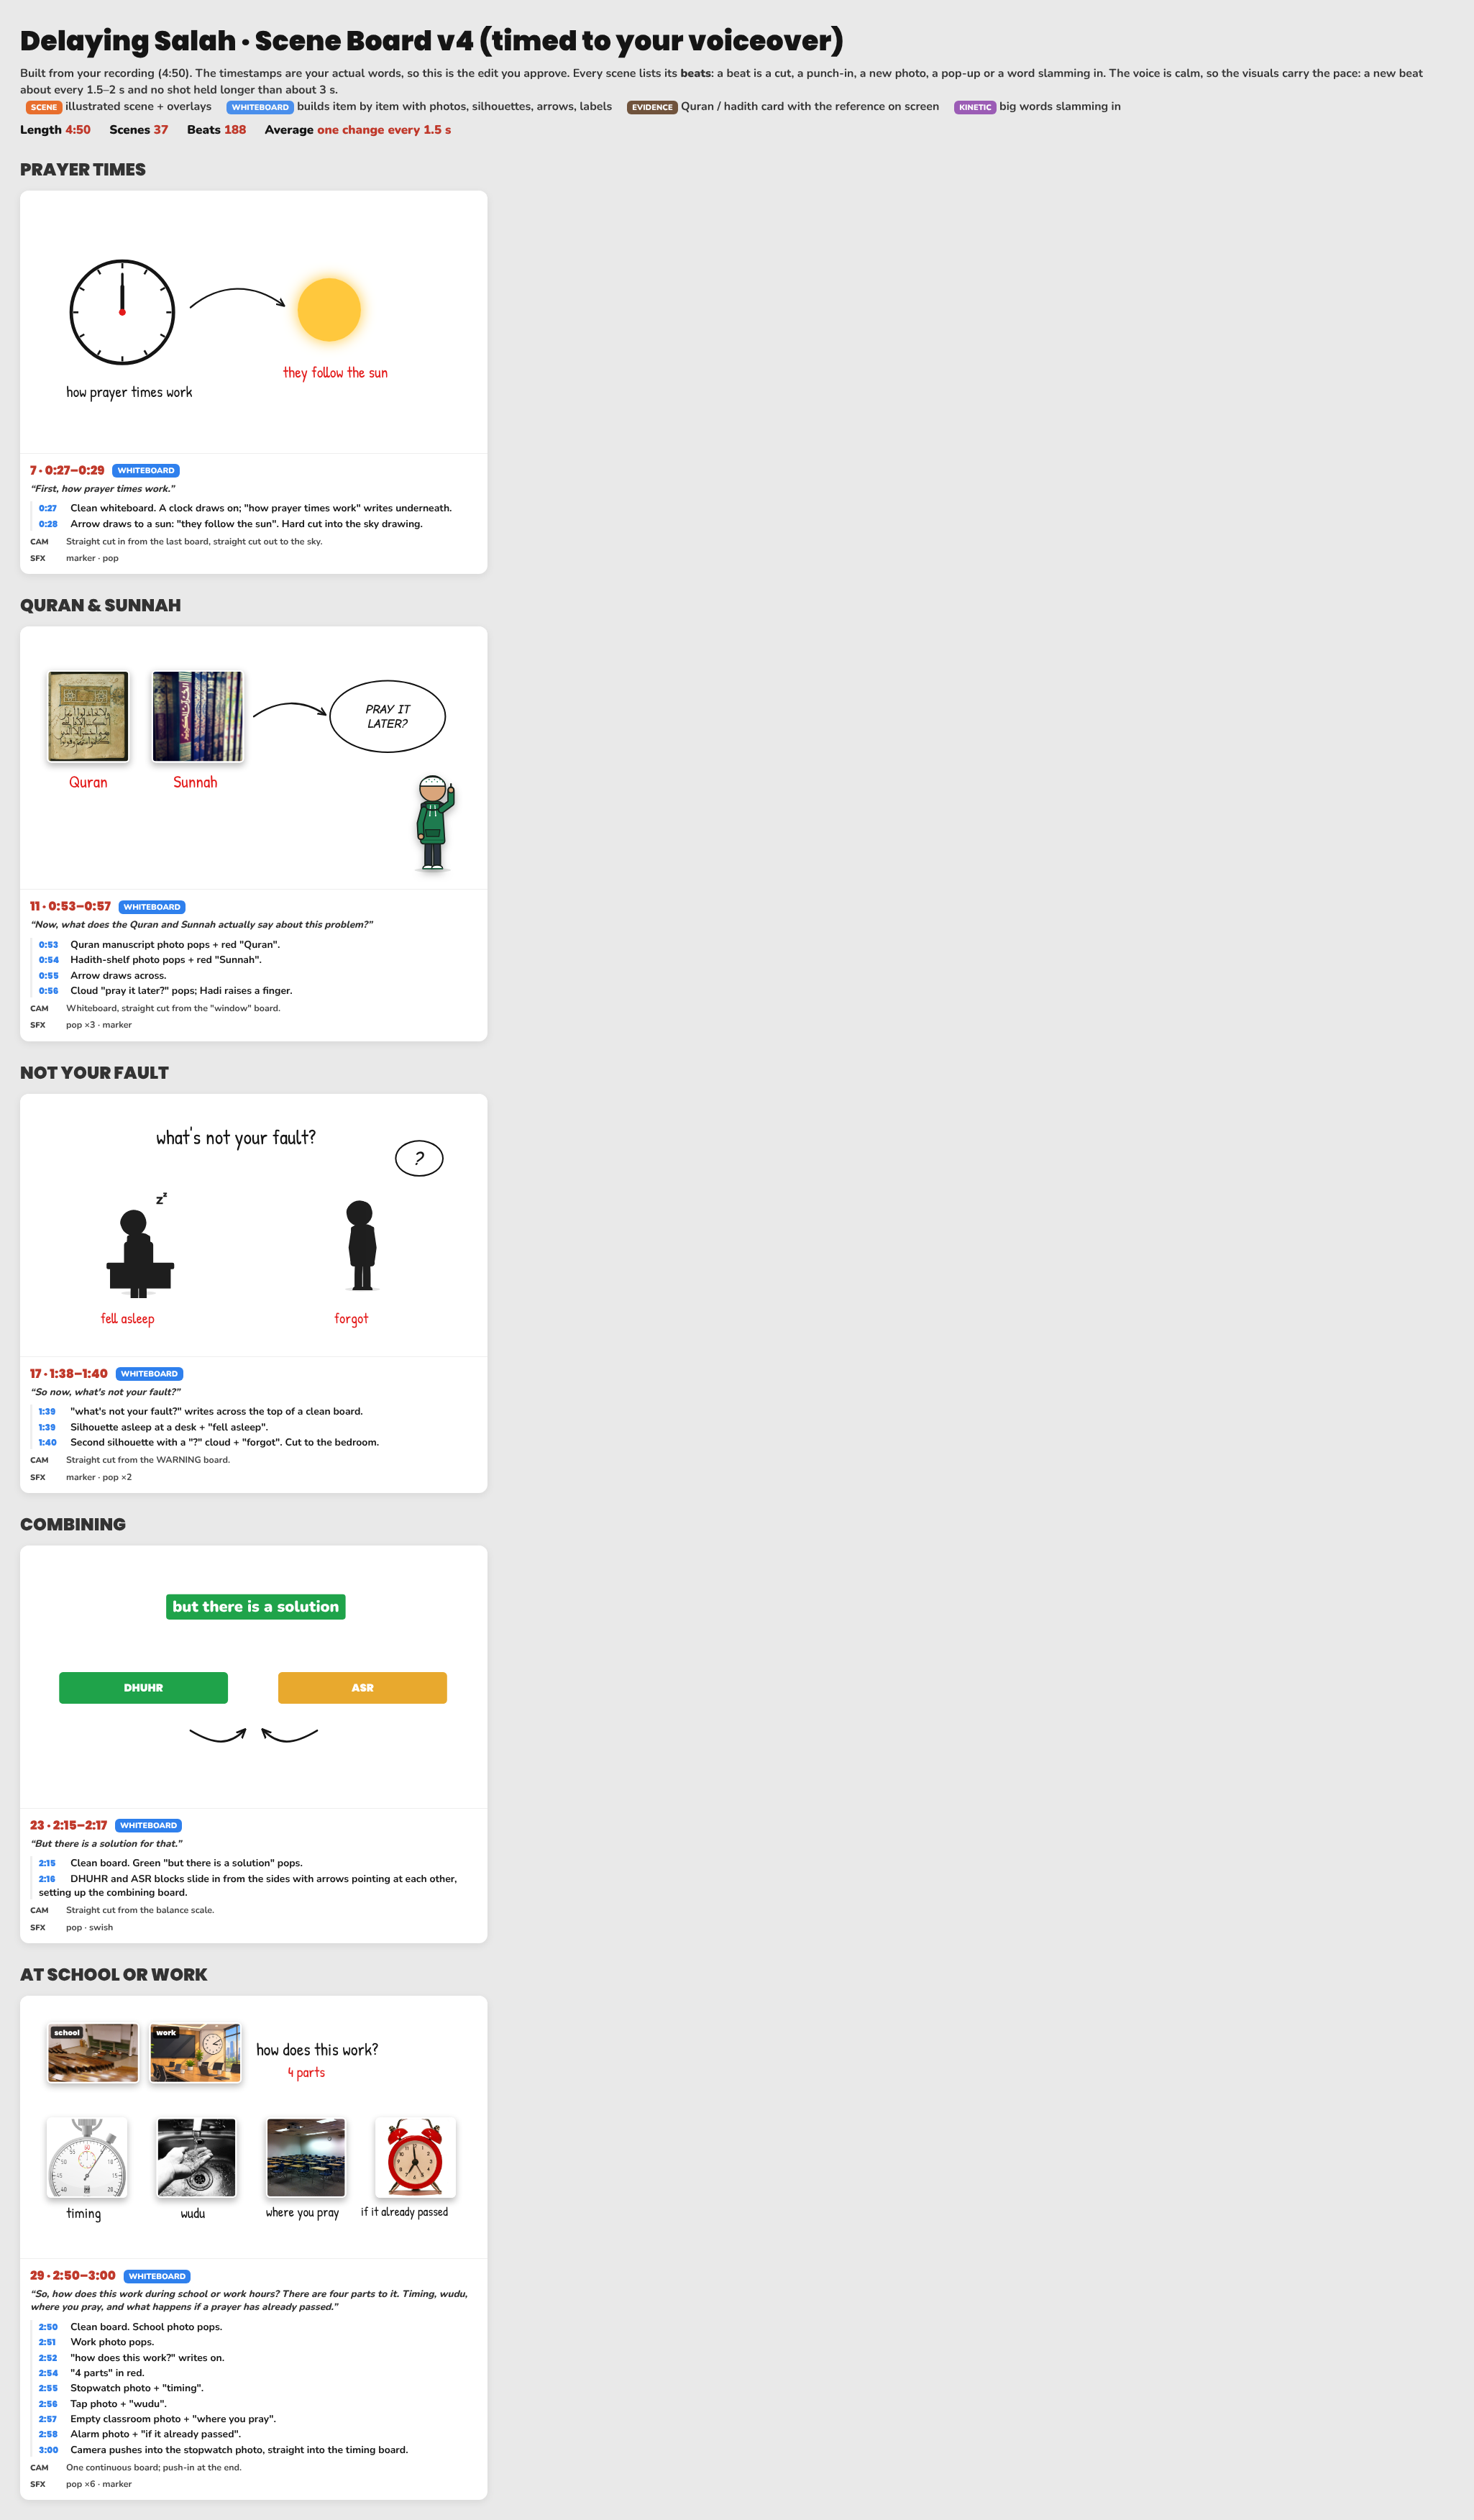 Delaying Salah · Scene Board v4 (timed to your voiceover)
Built from your recording (4:50). The timestamps are your actual words, so this is the edit you approve. Every scene lists its beats: a beat is a cut, a punch-in, a new photo, a pop-up or a word slamming in. The voice is calm, so the visuals carry the pace: a new beat
about every 1.5–2 s and no shot held longer than about 3 s.
SCENE illustrated scene + overlays WHITEBOARD builds item by item with photos, silhouettes, arrows, labels EVIDENCE Quran / hadith card with the reference on screen KINETIC big words slamming in
Length 4:50 Scenes 37 Beats 188 Average one change every 1.5 s
PRAYER TIMES
they follow the sun
how prayer times work
7 · 0:27–0:29 WHITEBOARD
“First, how prayer times work.”
0:27 Clean whiteboard. A clock draws on; "how prayer times work" writes underneath.
0:28 Arrow draws to a sun: "they follow the sun". Hard cut into the sky drawing.
CAM Straight cut in from the last board, straight cut out to the sky.
SFX marker · pop
QURAN & SUNNAH
PRAY IT
LATER?
Quran Sunnah
11 · 0:53–0:57 WHITEBOARD
“Now, what does the Quran and Sunnah actually say about this problem?”
0:53 Quran manuscript photo pops + red "Quran".
0:54 Hadith-shelf photo pops + red "Sunnah".
0:55 Arrow draws across.
0:56 Cloud "pray it later?" pops; Hadi raises a finger.
CAM Whiteboard, straight cut from the "window" board.
SFX pop ×3 · marker
NOT YOUR FAULT
what's not your fault?
?
z z
fell asleep forgot
17 · 1:38–1:40 WHITEBOARD
“So now, what's not your fault?”
1:39 "what's not your fault?" writes across the top of a clean board.
1:39 Silhouette asleep at a desk + "fell asleep".
1:40 Second silhouette with a "?" cloud + "forgot". Cut to the bedroom.
CAM Straight cut from the WARNING board.
SFX marker · pop ×2
COMBINING
but there is a solution
DHUHR ASR
23 · 2:15–2:17 WHITEBOARD
“But there is a solution for that.”
2:15 Clean board. Green "but there is a solution" pops.
2:16 DHUHR and ASR blocks slide in from the sides with arrows pointing at each other,
setting up the combining board.
CAM Straight cut from the balance scale.
SFX pop · swish
AT SCHOOL OR WORK
school work
how does this work?
4 parts
timing wudu where you pray if it already passed
29 · 2:50–3:00 WHITEBOARD
“So, how does this work during school or work hours? There are four parts to it. Timing, wudu,
where you pray, and what happens if a prayer has already passed.”
2:50 Clean board. School photo pops.
2:51 Work photo pops.
2:52 "how does this work?" writes on.
2:54 "4 parts" in red.
2:55 Stopwatch photo + "timing".
2:56 Tap photo + "wudu".
2:57 Empty classroom photo + "where you pray".
2:58 Alarm photo + "if it already passed".
3:00 Camera pushes into the stopwatch photo, straight into the timing board.
CAM One continuous board; push-in at the end.
SFX pop ×6 · marker